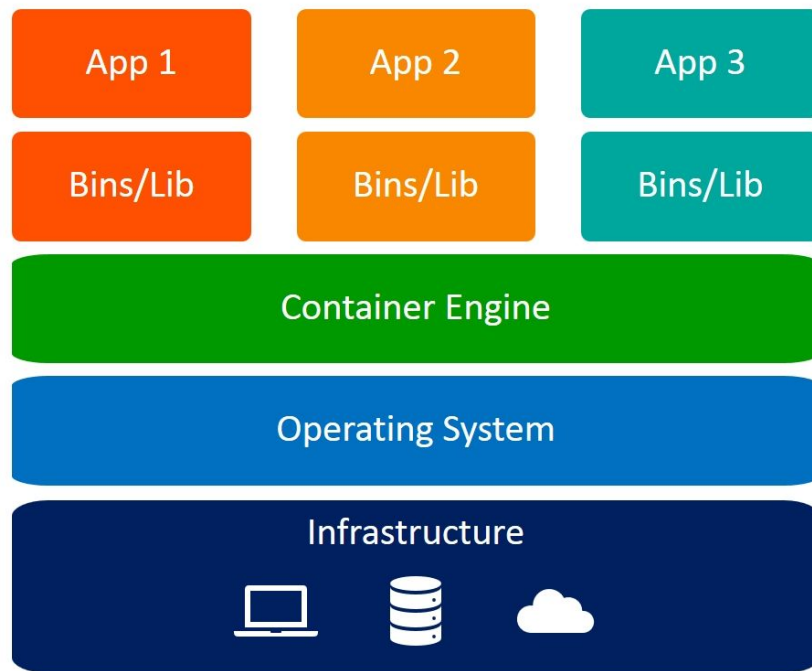 App 1
App 2
App 3
Bins/Lib
Bins/Lib
Bins/Lib
Container Engine
Operating System
Infrastructure